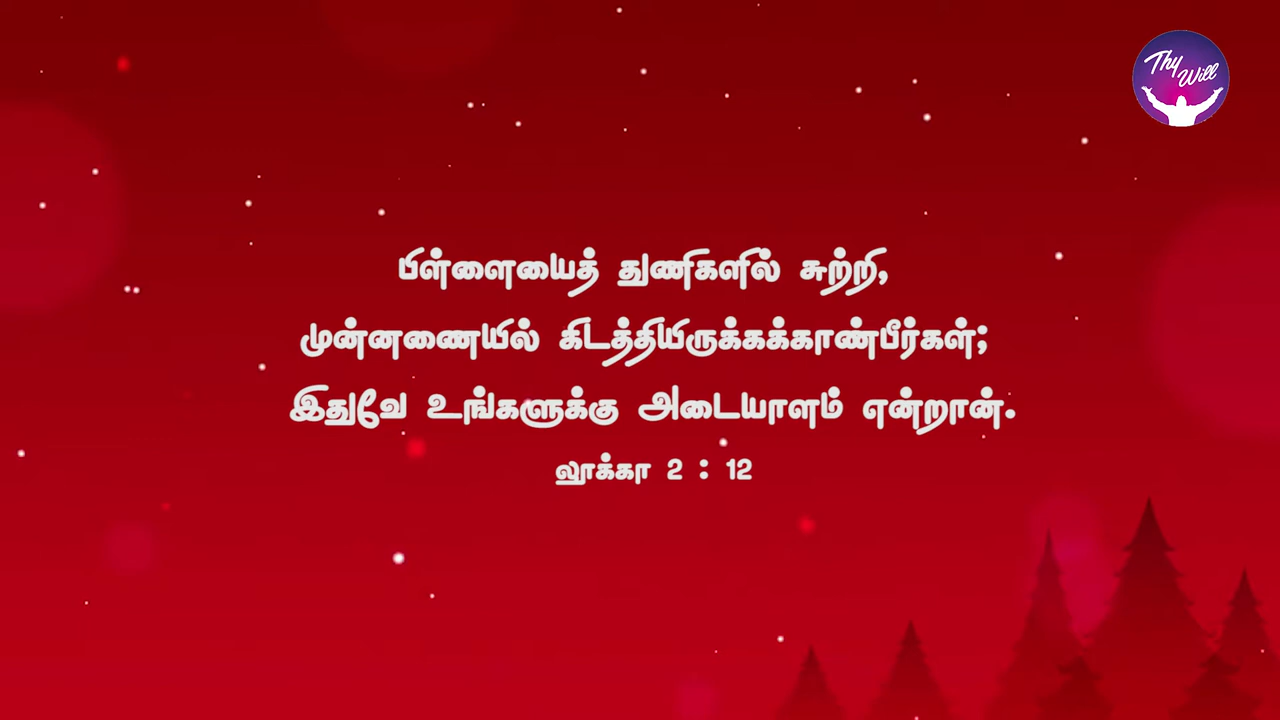 Thy Will
பிள்ளையைத் துணிகளில் சுற்றி,
முன்னணையில் கிடத்தியிருக்கக்காண்பீர்கள்;
இதுவே உங்களுக்கு அடையாளம் என்றான்.
லூக்கா 2 : 12